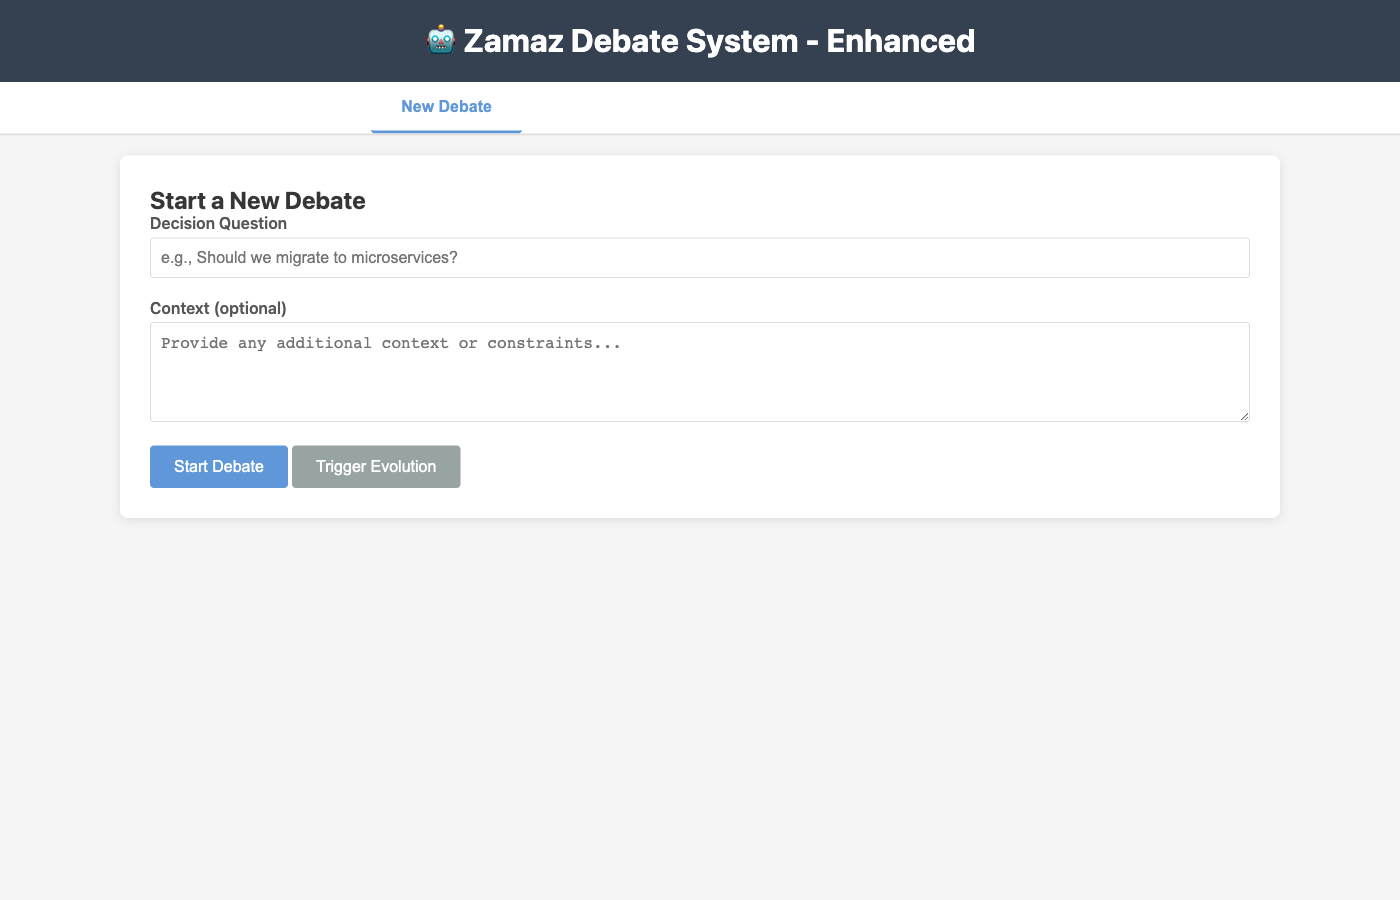 🤖 Zamaz Debate System - Enhanced
New Debate
Start a New Debate
Decision Question
e.g., Should we migrate to microservices?
Context (optional)
Provide any additional context or constraints...
Start Debate
Trigger Evolution